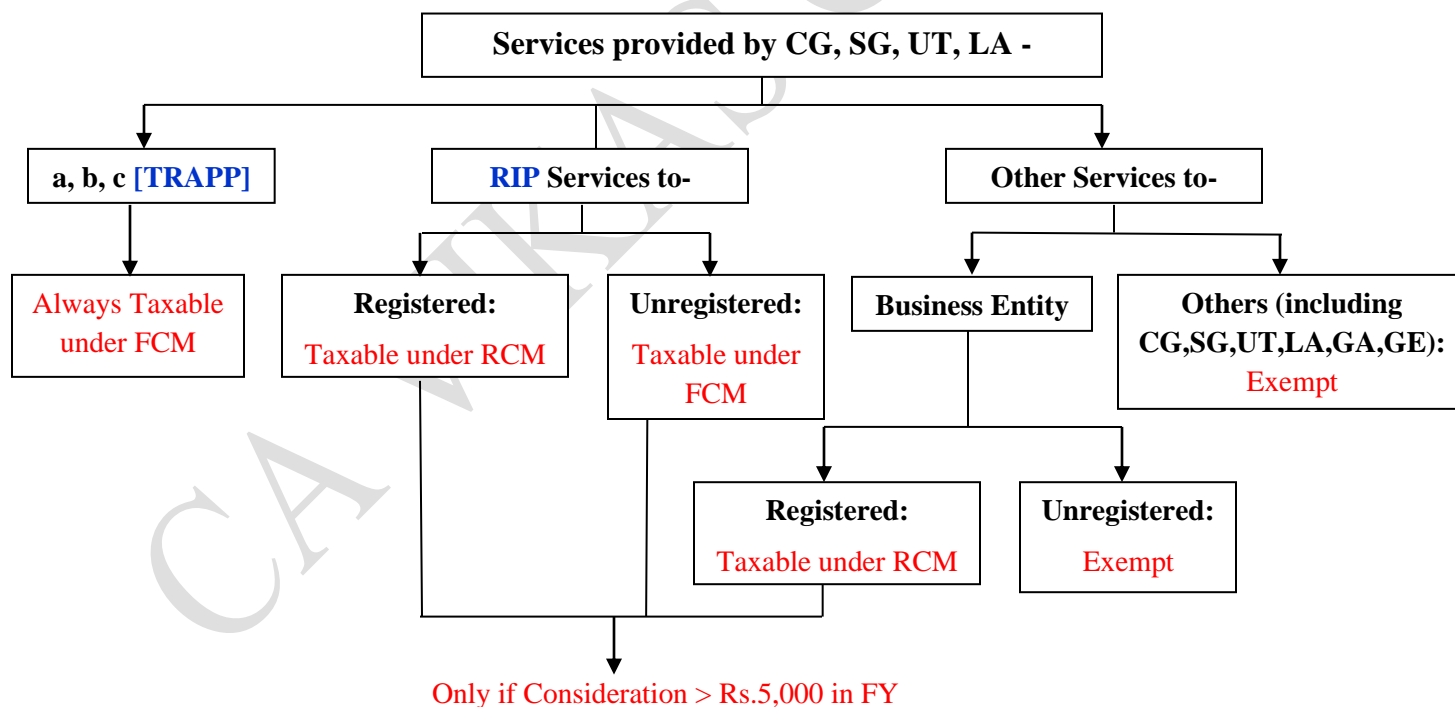 Services provided by CG, SG, UT, LA -
a, b, c [TRAPP]
RIP Services to-
Other Services to-
Always Taxable
under FCM
Registered:
Taxable under RCM
Unregistered:
Taxable under
FCM
Business Entity
Others (including
CG,SG,UT,LA,GA,GE):
Exempt
Registered:
Taxable under RCM
Unregistered:
Exempt
Only if Consideration > Rs.5,000 in FY
CA VIKAS